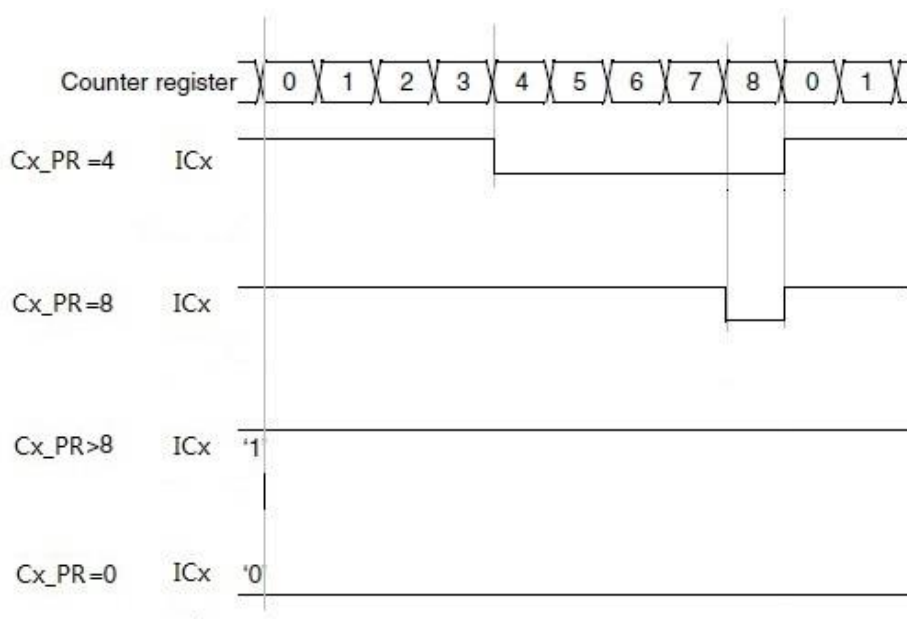 Counter register 0 1 2 3 4 5 6 7 8 0 1
Cx_PR =4 ICx
Cx_PR=8 ICx
Cx_PR>8 ICx ‘1’
Cx_PR=0 ICx ‘0’